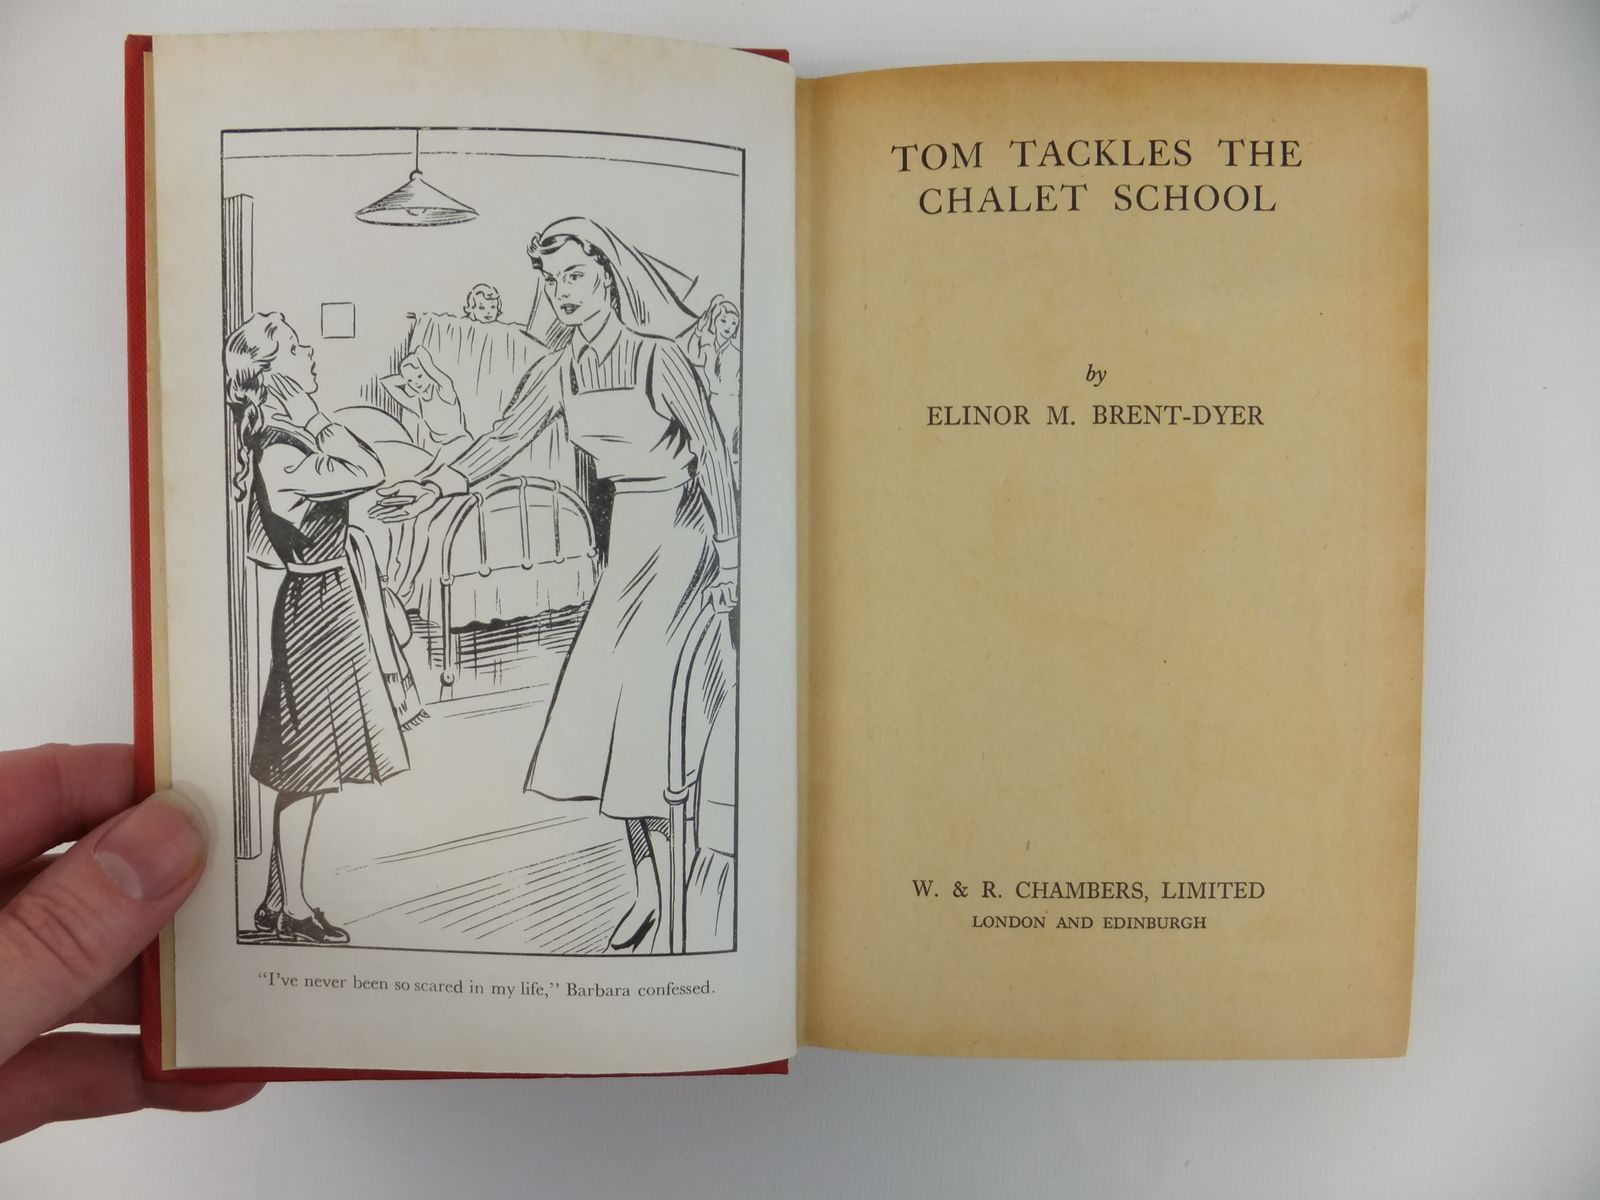 "I've never been so scared in my life," Barbara confessed.
TOM TACKLES THE
CHALET SCHOOL
by
ELINOR M. BRENT-DYER
W. & R. CHAMBERS, LIMITED
LONDON AND EDINBURGH